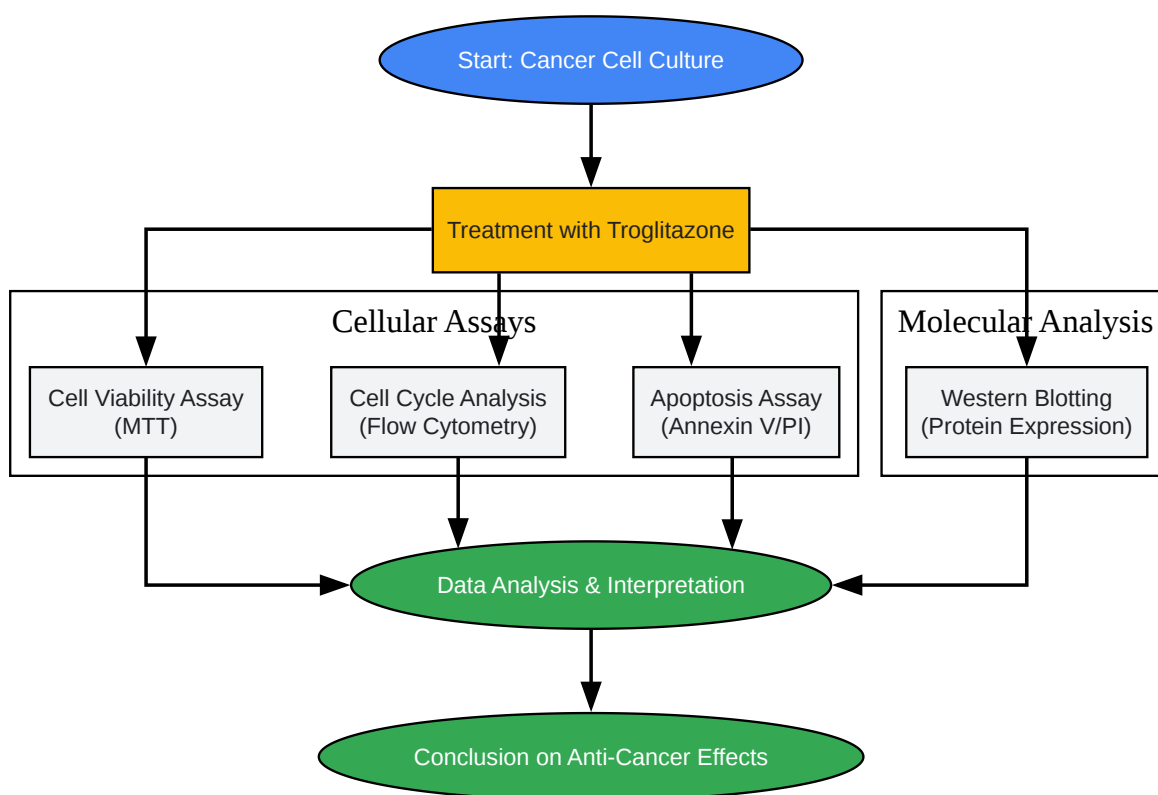 Start: Cancer Cell Culture
Treatment with Troglitazone
Cellular Assays
Molecular Analysis
Cell Viability Assay
(MTT)
Cell Cycle Analysis
(Flow Cytometry)
Apoptosis Assay
(Annexin V/PI)
Western Blotting
(Protein Expression)
Data Analysis & Interpretation
Conclusion on Anti-Cancer Effects